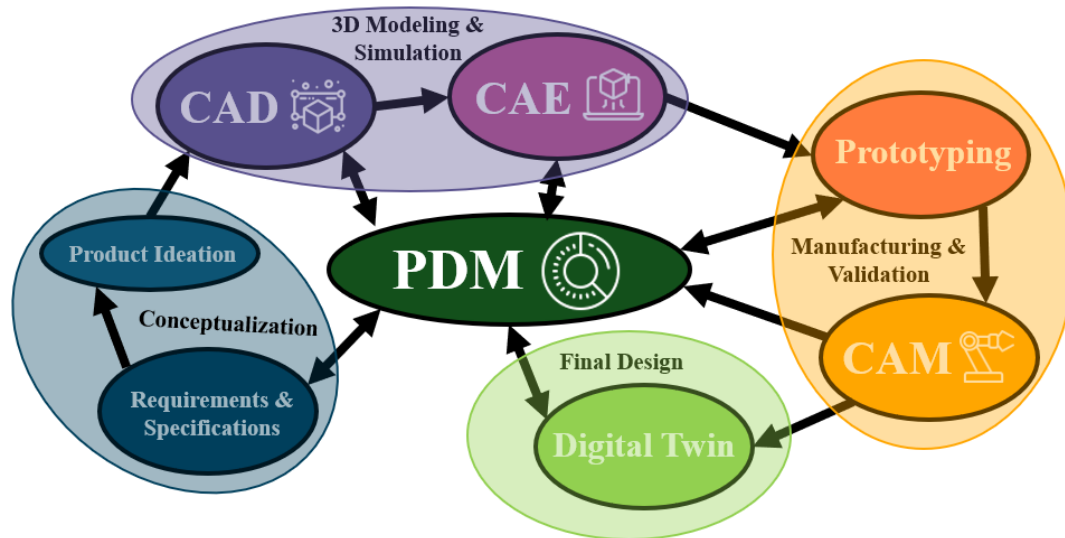 3D Modeling &
Simulation
CAD
CAE
Prototyping
Product Ideation
PDM
Manufacturing &
Validation
Conceptualization
CAM
Final Design
Requirements &
Specifications
Digital Twin